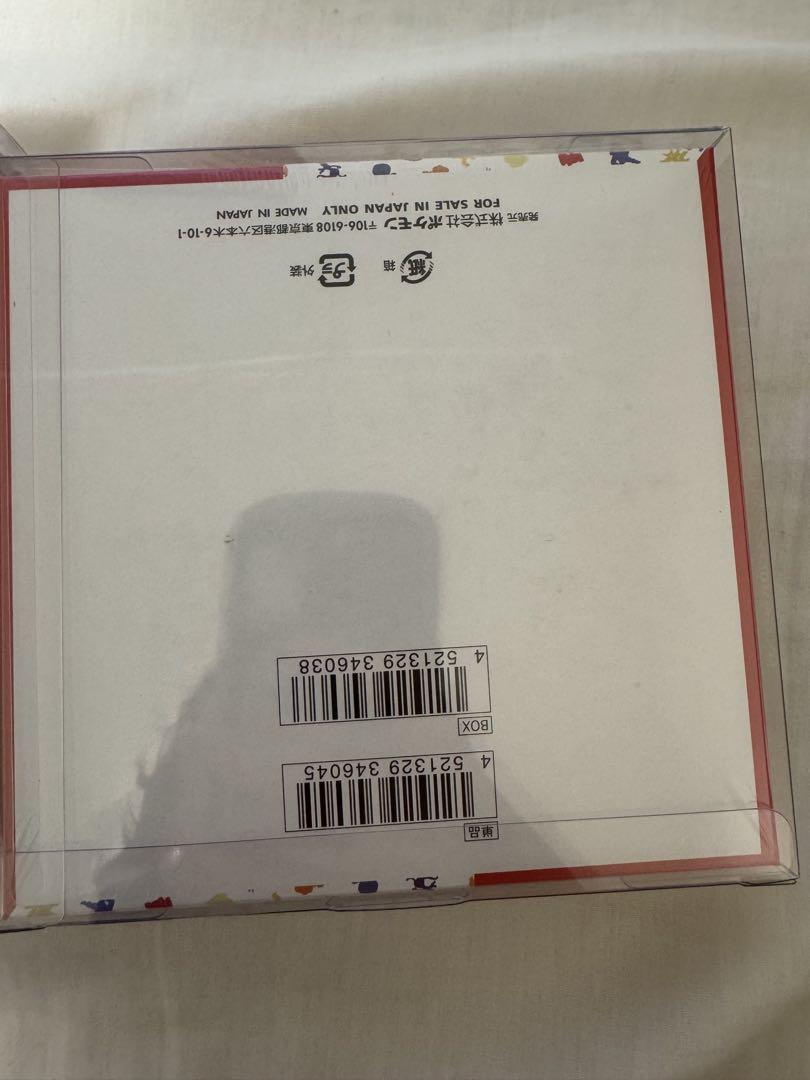 発売元 株式会社 ポケモン 〒106-6108 東京都港区六本木6-10-1
FOR SALE IN JAPAN ONLY MADE IN JAPAN
紙 箱 プラ 外装
単品
4 521329 346045
BOX
4 521329 346038